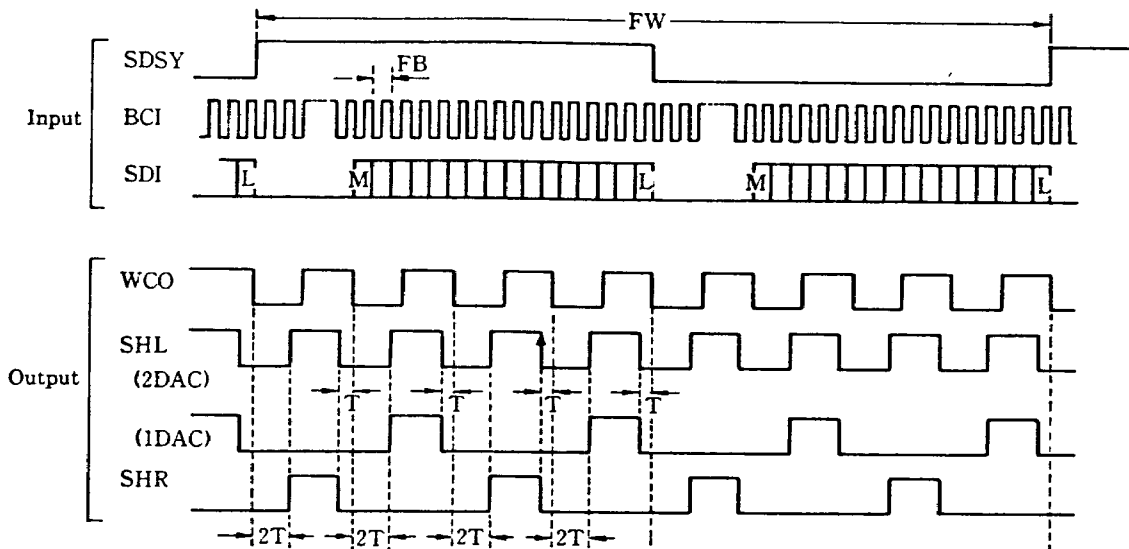 FW
SDSY
FB
Input
BCI
SDI
L
M
L
M
L
WCO
SHL
Output
(2DAC)
T
T
T
T
(1DAC)
SHR
2T
2T
2T
2T